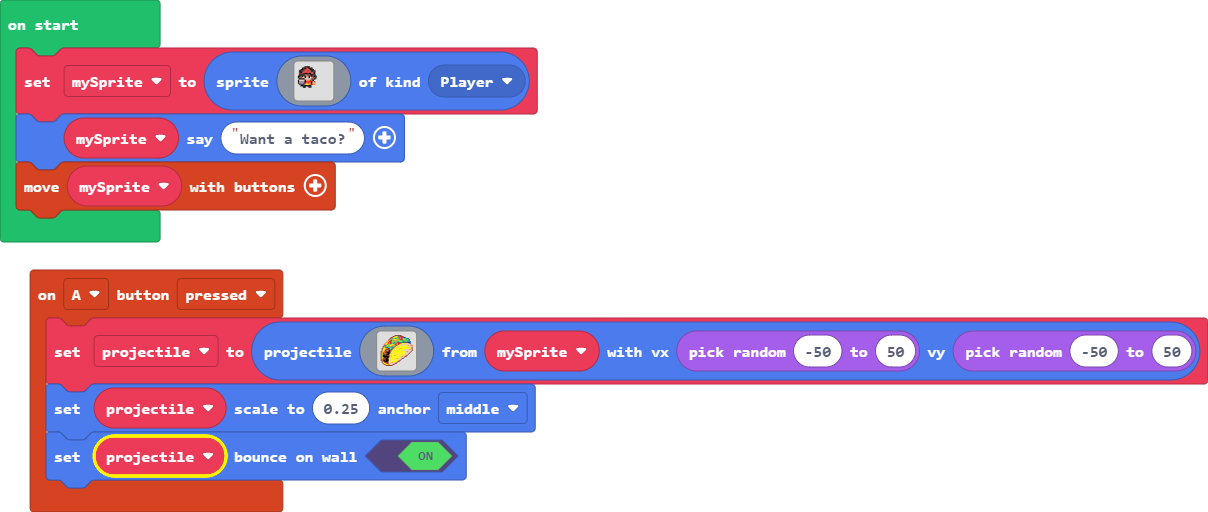 on start
set mySprite to sprite of kind Player
mySprite say "Want a taco?"
move mySprite with buttons
on A button pressed
set projectile to projectile from mySprite with vx pick random -50 to 50 vy pick random -50 to 50
set projectile scale to 0.25 anchor middle
set projectile bounce on wall ON